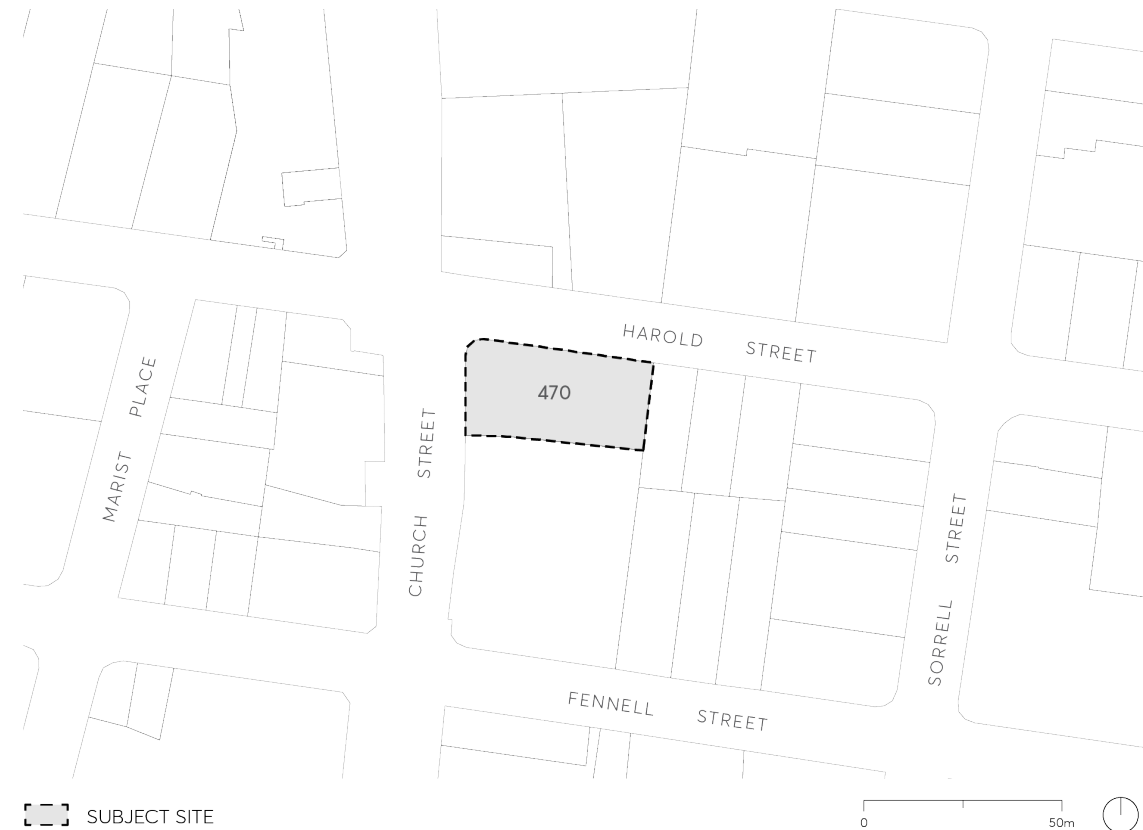 HAROLD STREET
470
MARIST PLACE
CHURCH STREET
SORRELL STREET
FENNELL STREET
SUBJECT SITE
0 50m